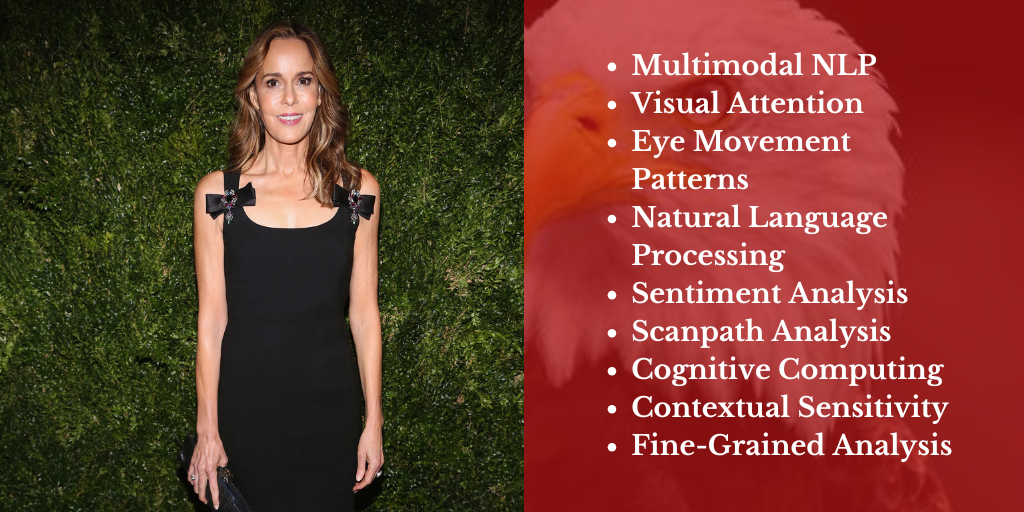 Multimodal NLP
Visual Attention
Eye Movement
Patterns
Natural Language
Processing
Sentiment Analysis
Scanpath Analysis
Cognitive Computing
Contextual Sensitivity
Fine-Grained Analysis